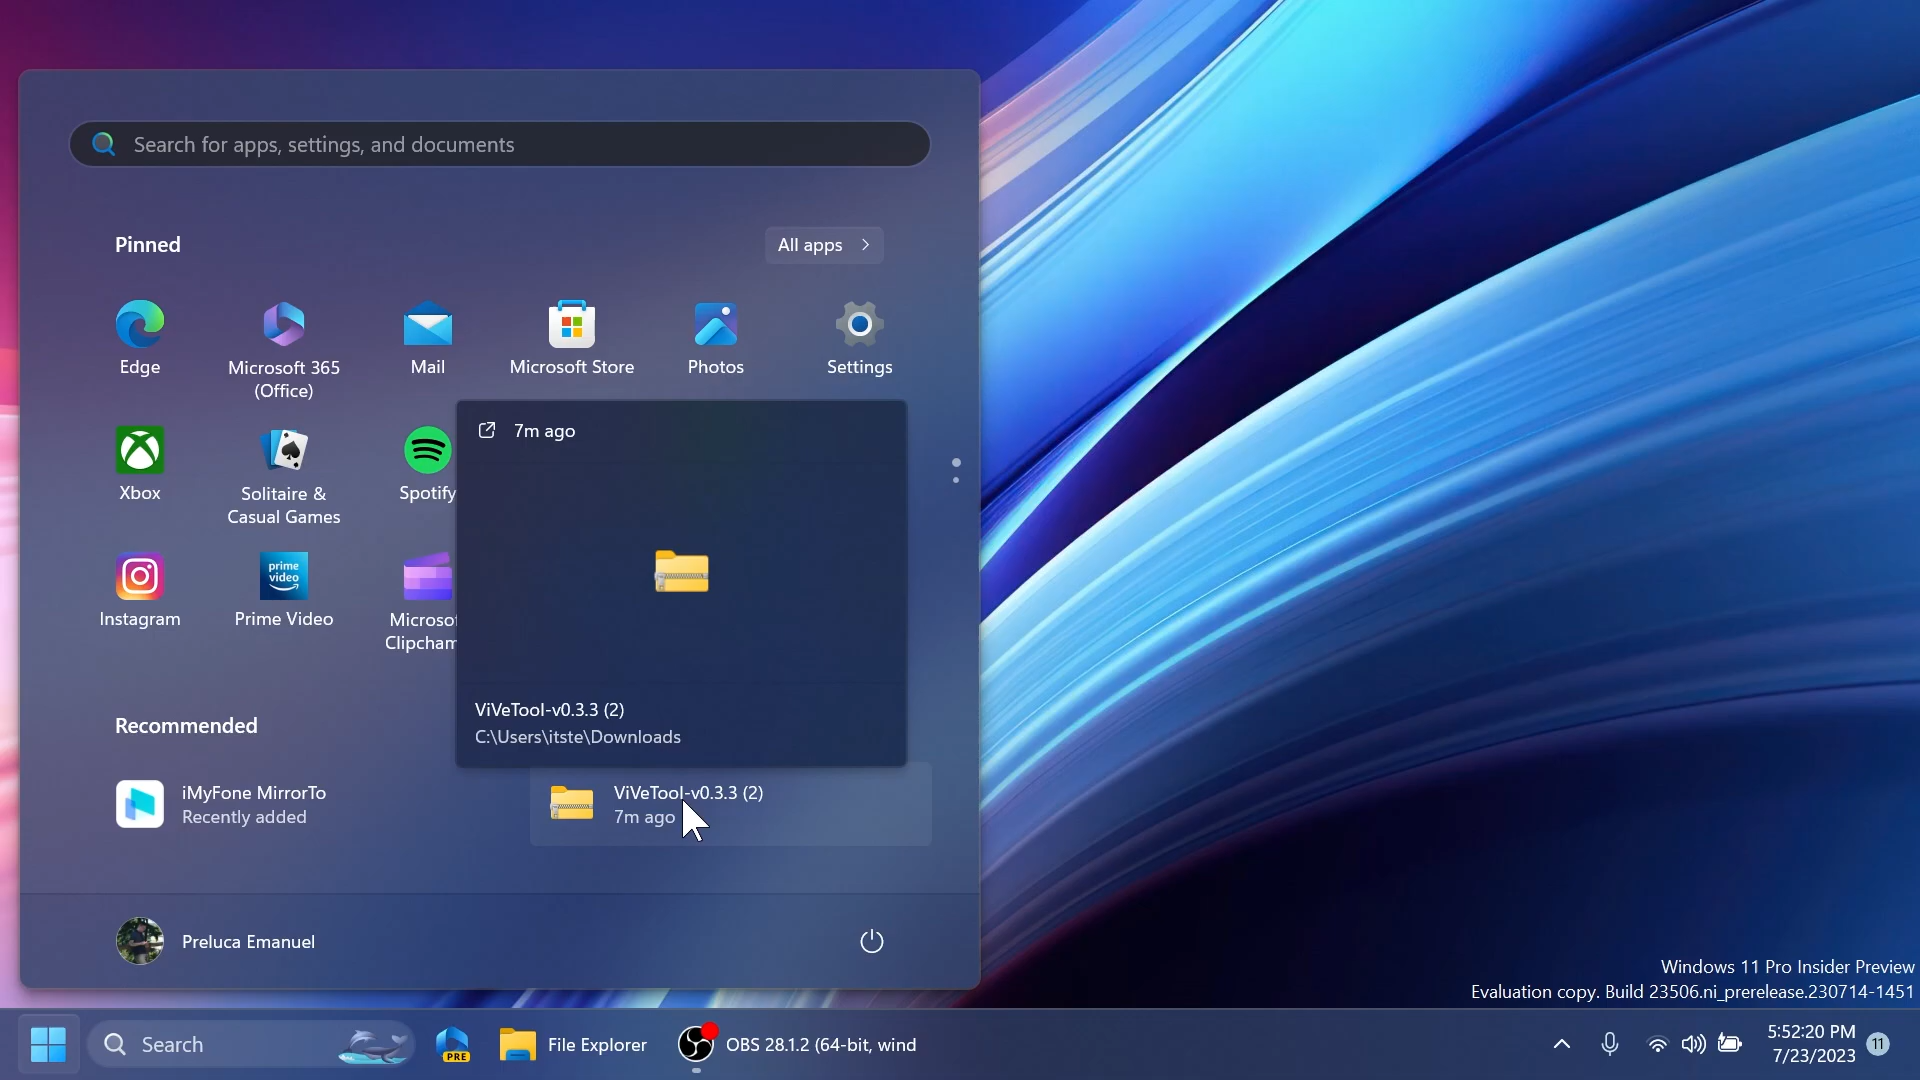 Search for apps, settings, and documents
Pinned
All apps
Edge
Microsoft 365
(Office)
Mail
Microsoft Store
Photos
Settings
Xbox
Solitaire &
Casual Games
Spotify
7m ago
Instagram
prime
video
Prime Video
Microsof
Clipcham
ViVeTool-v0.3.3 (2)
C:\Users\itste\Downloads
Recommended
iMyFone MirrorTo
Recently added
ViVeTool-v0.3.3 (2)
7m ago
Preluca Emanuel
Windows 11 Pro Insider Preview
Evaluation copy. Build 23506.ni_prerelease.230714-1451
Search
PRE
File Explorer
OBS 28.1.2 (64-bit, wind
5:52:20 PM
7/23/2023
11